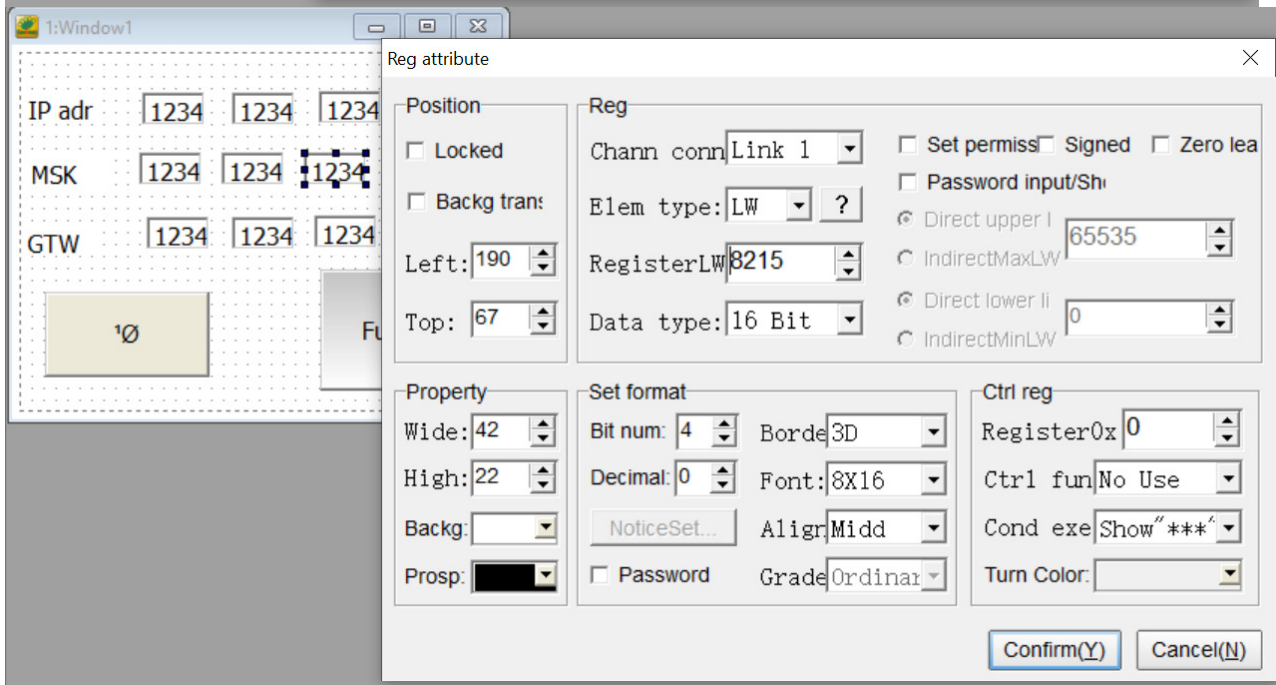 1:Window1
IP adr 1234 1234 1234
MSK 1234 1234 1234
GTW 1234 1234 1234
¹Ø
Fu
Reg attribute
Position
Locked
Backg trans
Left: 190
Top: 67
Reg
Chann conn Link 1
Elem type: LW ?
RegisterLW 8215
Data type: 16 Bit
Set permiss Signed Zero lea
Password input/Sho
Direct upper l
65535
IndirectMaxLW
Direct lower li
0
IndirectMinLW
Property
Wide: 42
High: 22
Backg:
Prosp:
Set format
Bit num: 4
Decimal: 0
NoticeSet...
Password
Borde 3D
Font: 8X16
Align Midd
Grade Ordinar
Ctrl reg
Register0x 0
Ctrl fun No Use
Cond exe Show"***"
Turn Color:
Confirm(Y) Cancel(N)